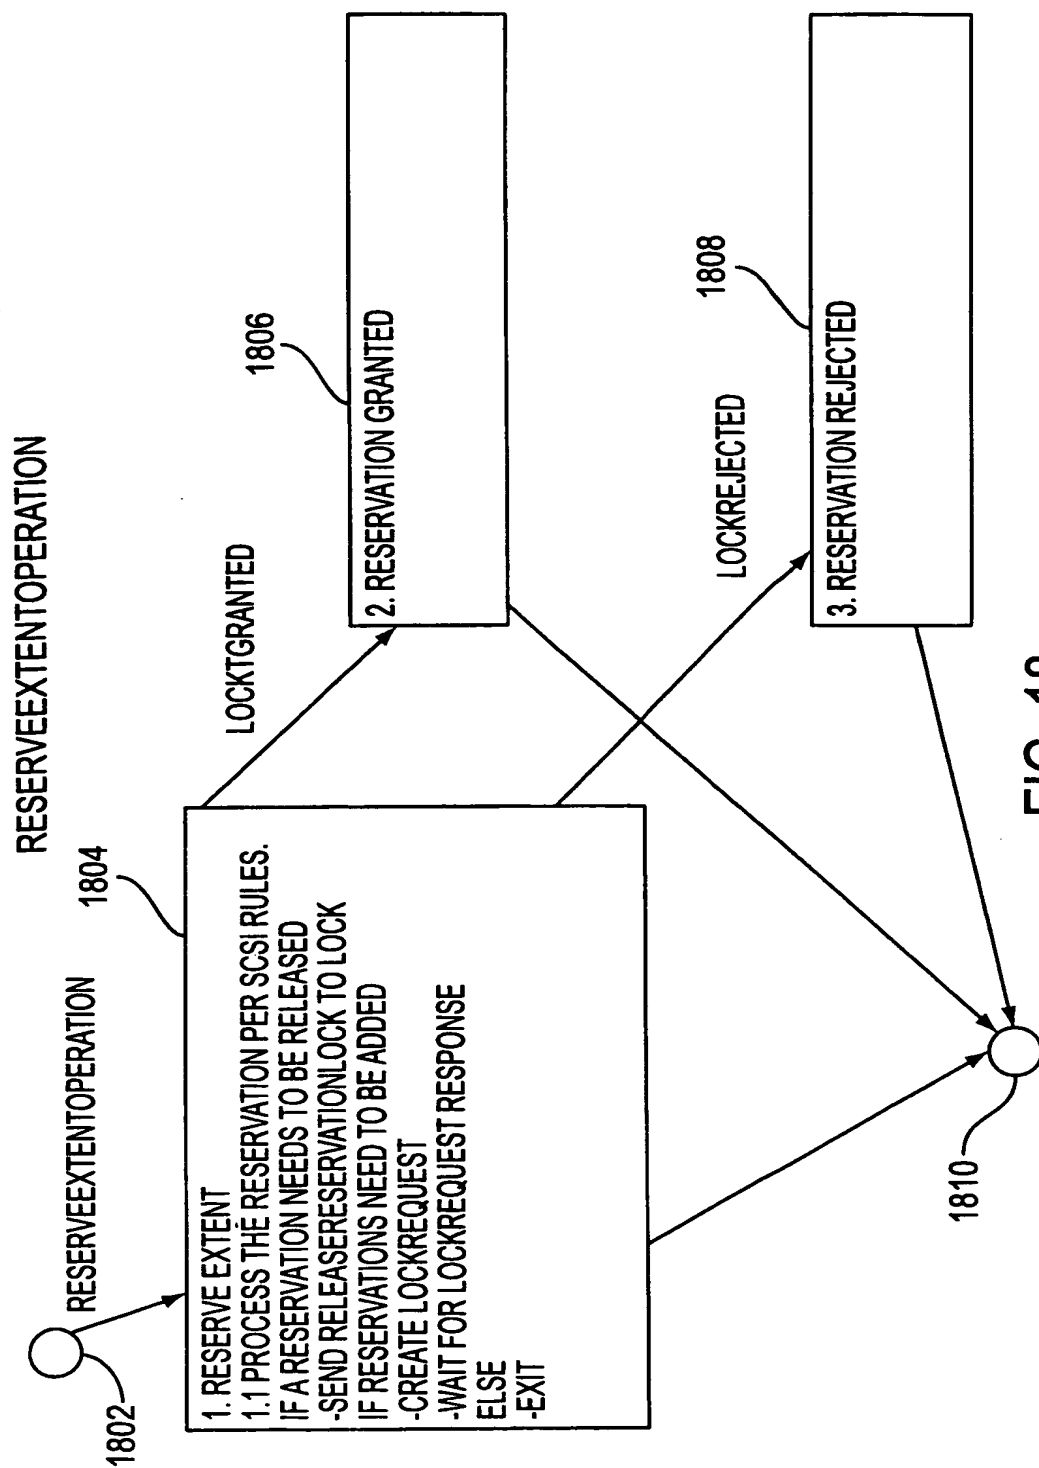 RESERVEEXTENTOPERATION
1802
RESERVEEXTENTOPERATION
1804
1. RESERVE EXTENT
1.1 PROCESS THE RESERVATION PER SCSI RULES.
IF A RESERVATION NEEDS TO BE RELEASED
-SEND RELEASERESERVATIONLOCK TO LOCK
IF RESERVATIONS NEED TO BE ADDED
-CREATE LOCKREQUEST
-WAIT FOR LOCKREQUEST RESPONSE
ELSE
-EXIT
LOCKTGRANTED
1806
2. RESERVATION GRANTED
LOCKREJECTED
1808
3. RESERVATION REJECTED
1810
FIG.